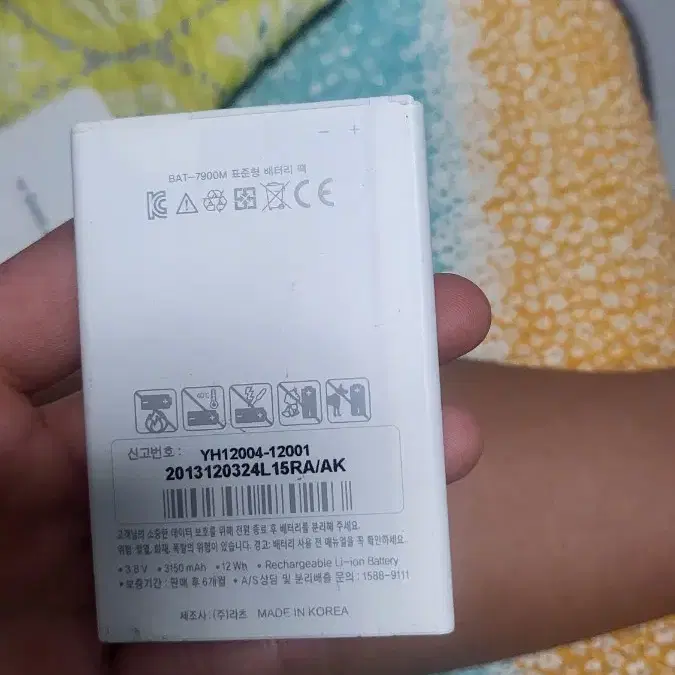 − +
BAT-7900M 표준형 배터리 팩
신고번호 : YH12004-12001
2013120324L15RA/AK
고객님의 소중한 데이터 보호를 위해 전원 종료 후 배터리를 분리해 주세요.
위험: 발열, 화재, 폭발의 위험이 있습니다. 경고: 배터리 사용 전 매뉴얼을 꼭 확인하세요.
• 3.8 V • 3150 mAh • 12 Wh • Rechargeable Li-ion Battery
• 보증기간 : 판매 후 6개월 • A/S상담 및 분리배출 문의 : 1588-9111
제조사 : (주)라츠 MADE IN KOREA